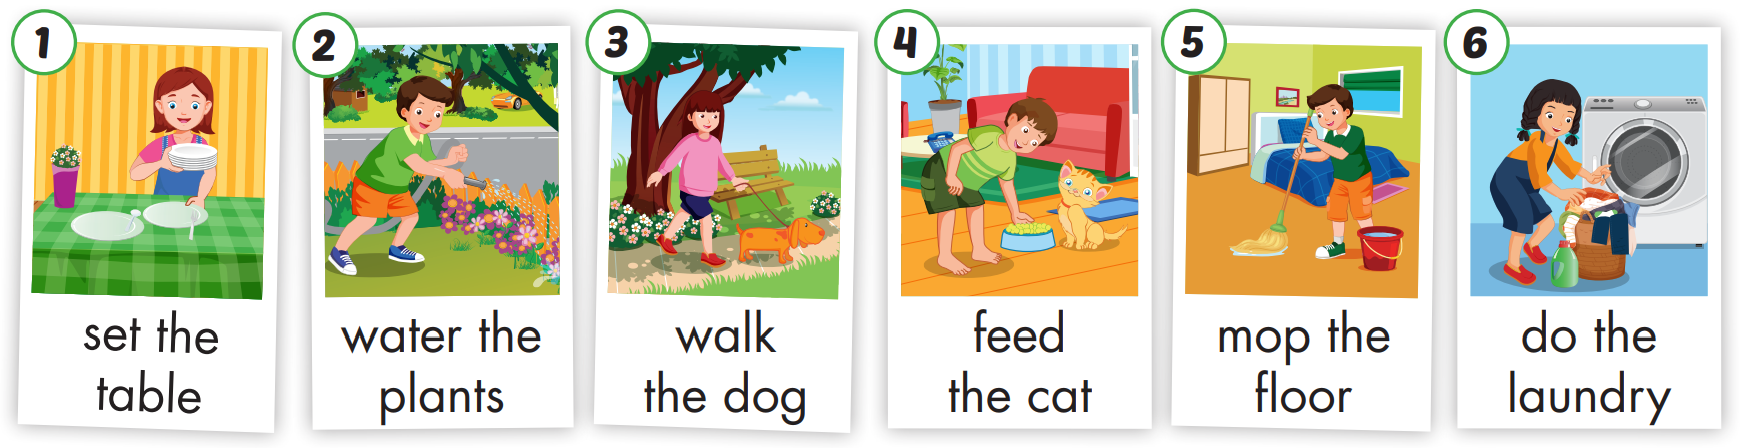 1
set the
table
2
water the
plants
3
walk
the dog
4
feed
the cat
5
mop the
floor
6
do the
laundry